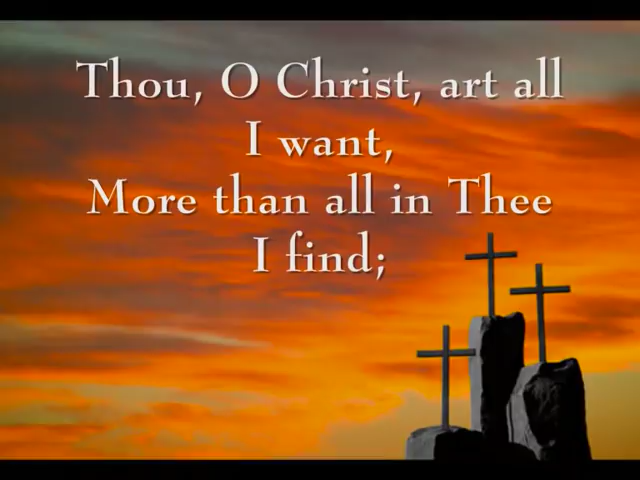 Thou, O Christ, art all
I want,
More than all in Thee
I find;